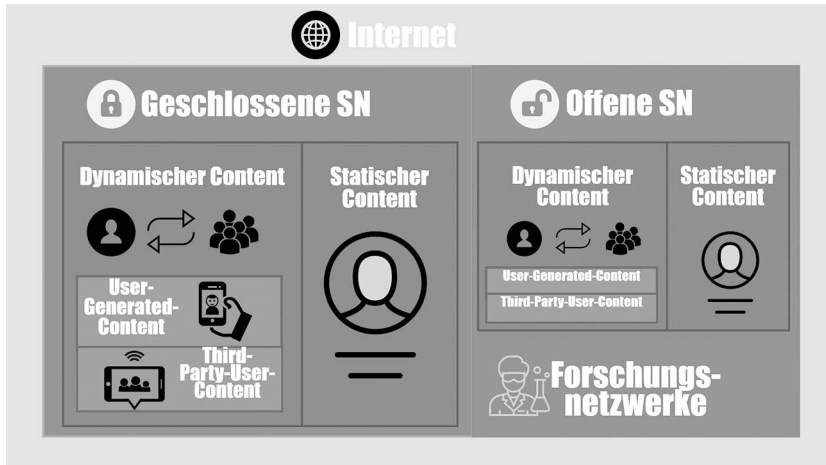 Internet
Geschlossene SN
Dynamischer Content
User-
Generated-
Content
Third-
Party-User-
Content
Statischer
Content
Offene SN
Dynamischer
Content
User-Generated-Content
Third-Party-User-Content
Statischer
Content
Forschungs-
netzwerke